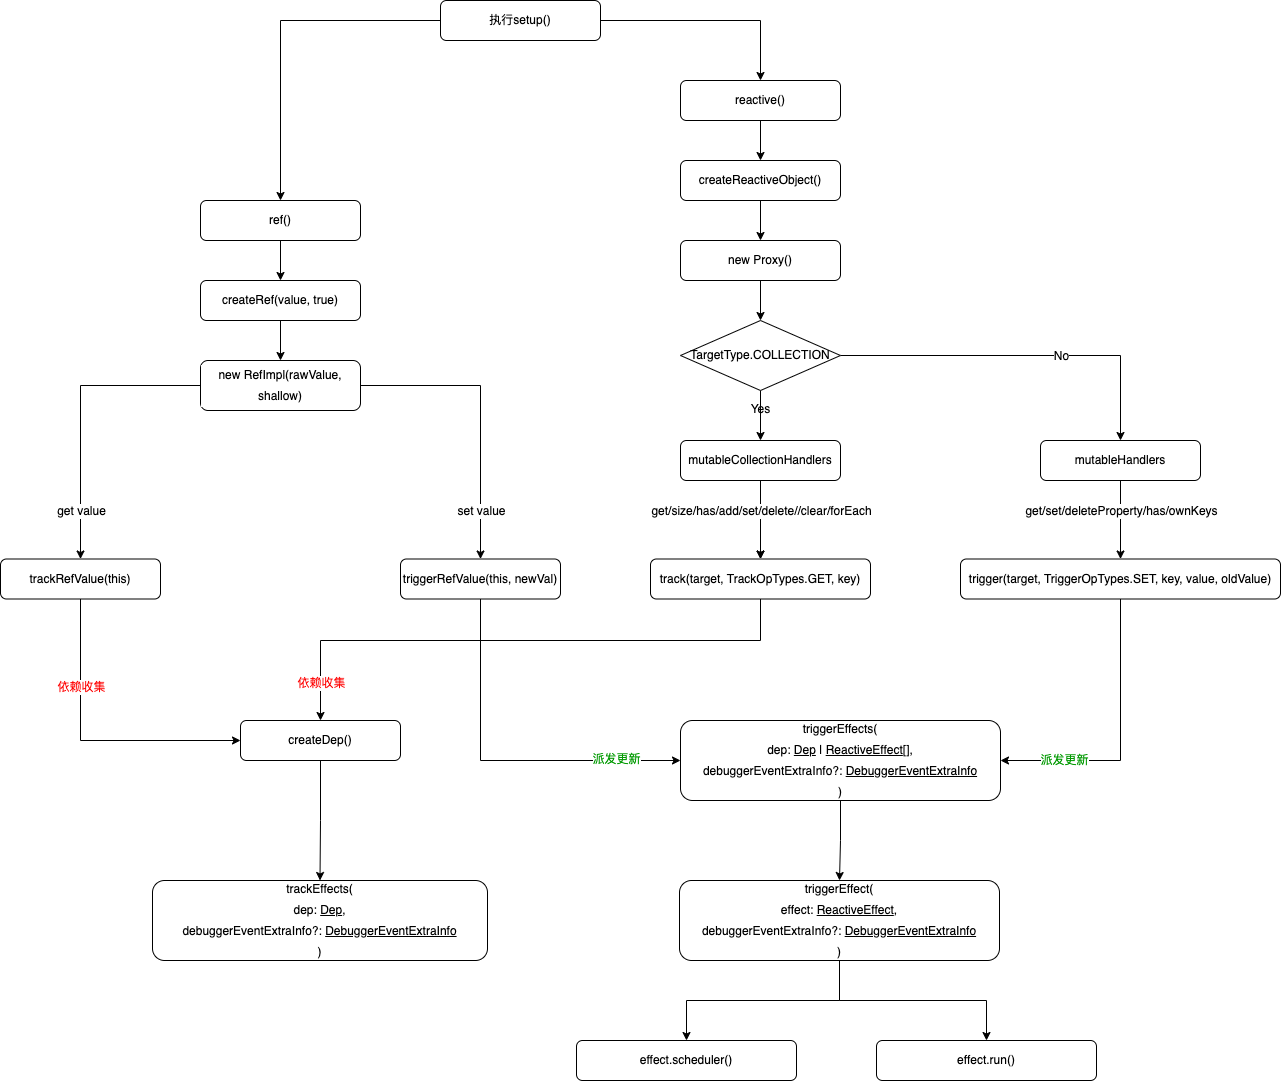 执行setup()
reactive()
createReactiveObject()
ref()
new Proxy()
createRef(value, true)
TargetType.COLLECTION
No
new RefImpl(rawValue,
shallow)
Yes
mutableCollectionHandlers
mutableHandlers
get value
set value
get/size/has/add/set/delete//clear/forEach
get/set/deleteProperty/has/ownKeys
trackRefValue(this)
triggerRefValue(this, newVal)
track(target, TrackOpTypes.GET, key)
trigger(target, TriggerOpTypes.SET, key, value, oldValue)
依赖收集
依赖收集
createDep()
派发更新
triggerEffects(
dep: Dep | ReactiveEffect[],
debuggerEventExtraInfo?: DebuggerEventExtraInfo
)
派发更新
trackEffects(
dep: Dep,
debuggerEventExtraInfo?: DebuggerEventExtraInfo
)
triggerEffect(
effect: ReactiveEffect,
debuggerEventExtraInfo?: DebuggerEventExtraInfo
)
effect.scheduler()
effect.run()